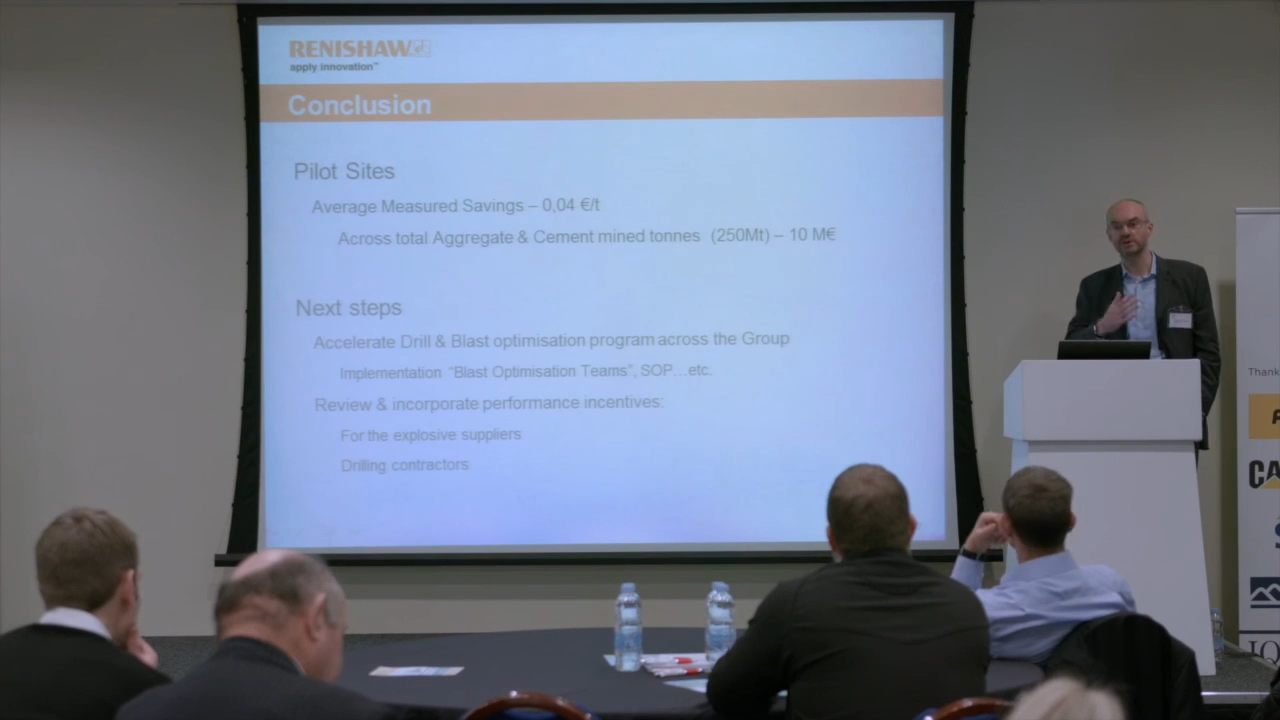 RENISHAW
apply innovation™
Conclusion
Pilot Sites
Average Measured Savings – 0,04 €/t
Across total Aggregate & Cement mined tonnes (250Mt) – 10 M€
Next steps
Accelerate Drill & Blast optimisation program across the Group
Implementation "Blast Optimisation Teams", SOP…etc.
Review & incorporate performance incentives:
For the explosive suppliers
Drilling contractors
Thank
CA